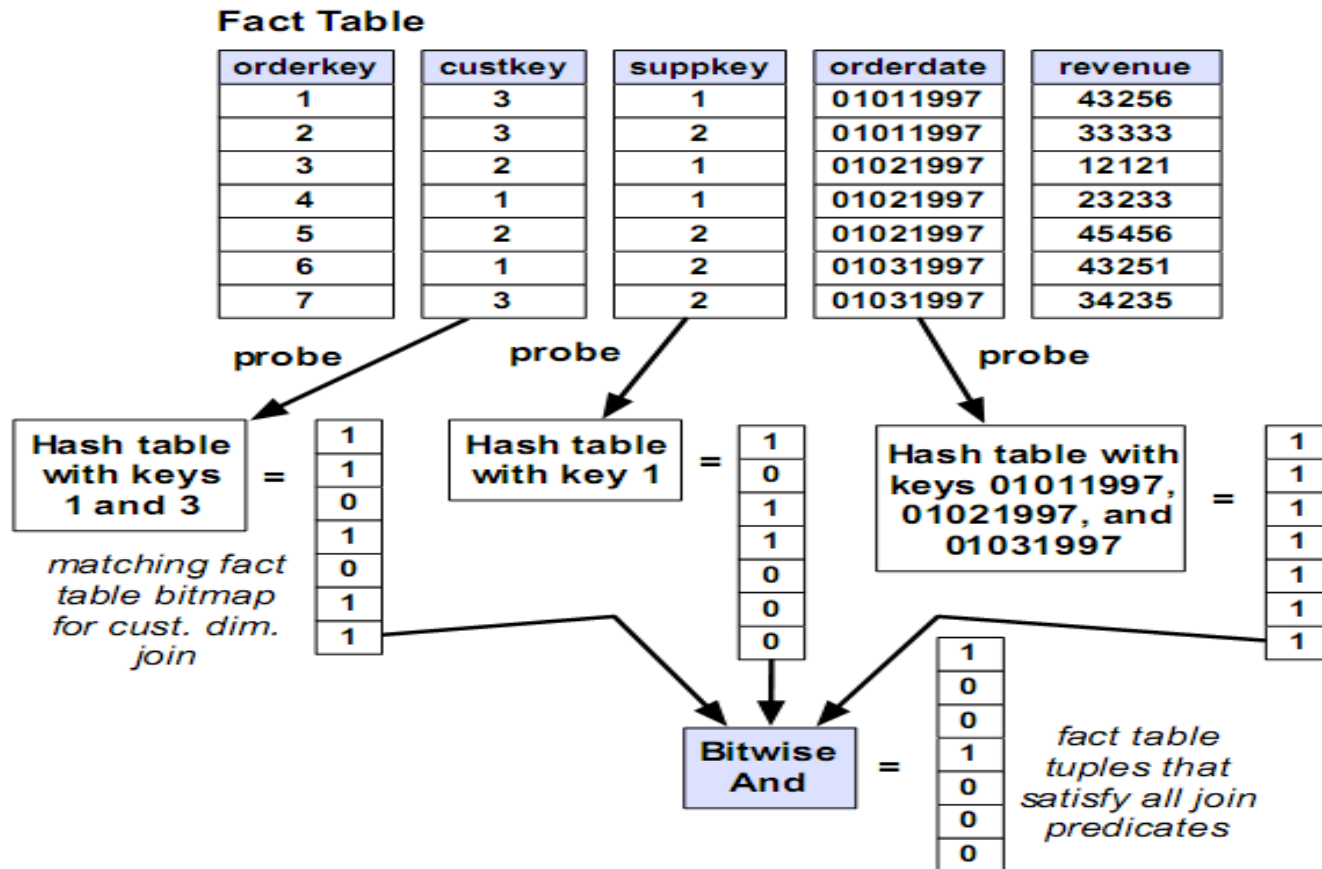 Fact Table
orderkey custkey suppkey orderdate revenue
1 3 1 01011997 43256
2 3 2 01011997 33333
3 2 1 01021997 12121
4 1 1 01021997 23233
5 2 2 01021997 45456
6 1 2 01031997 43251
7 3 2 01031997 34235
probe
probe
probe
Hash table
with keys
1 and 3
=
1
1
0
1
0
1
1
matching fact
table bitmap
for cust. dim.
join
Hash table
with key 1
=
1
0
1
1
0
0
0
Hash table with
keys 01011997,
01021997, and
01031997
=
1
1
1
1
1
1
1
Bitwise
And
=
1
0
0
1
0
0
0
fact table
tuples that
satisfy all join
predicates